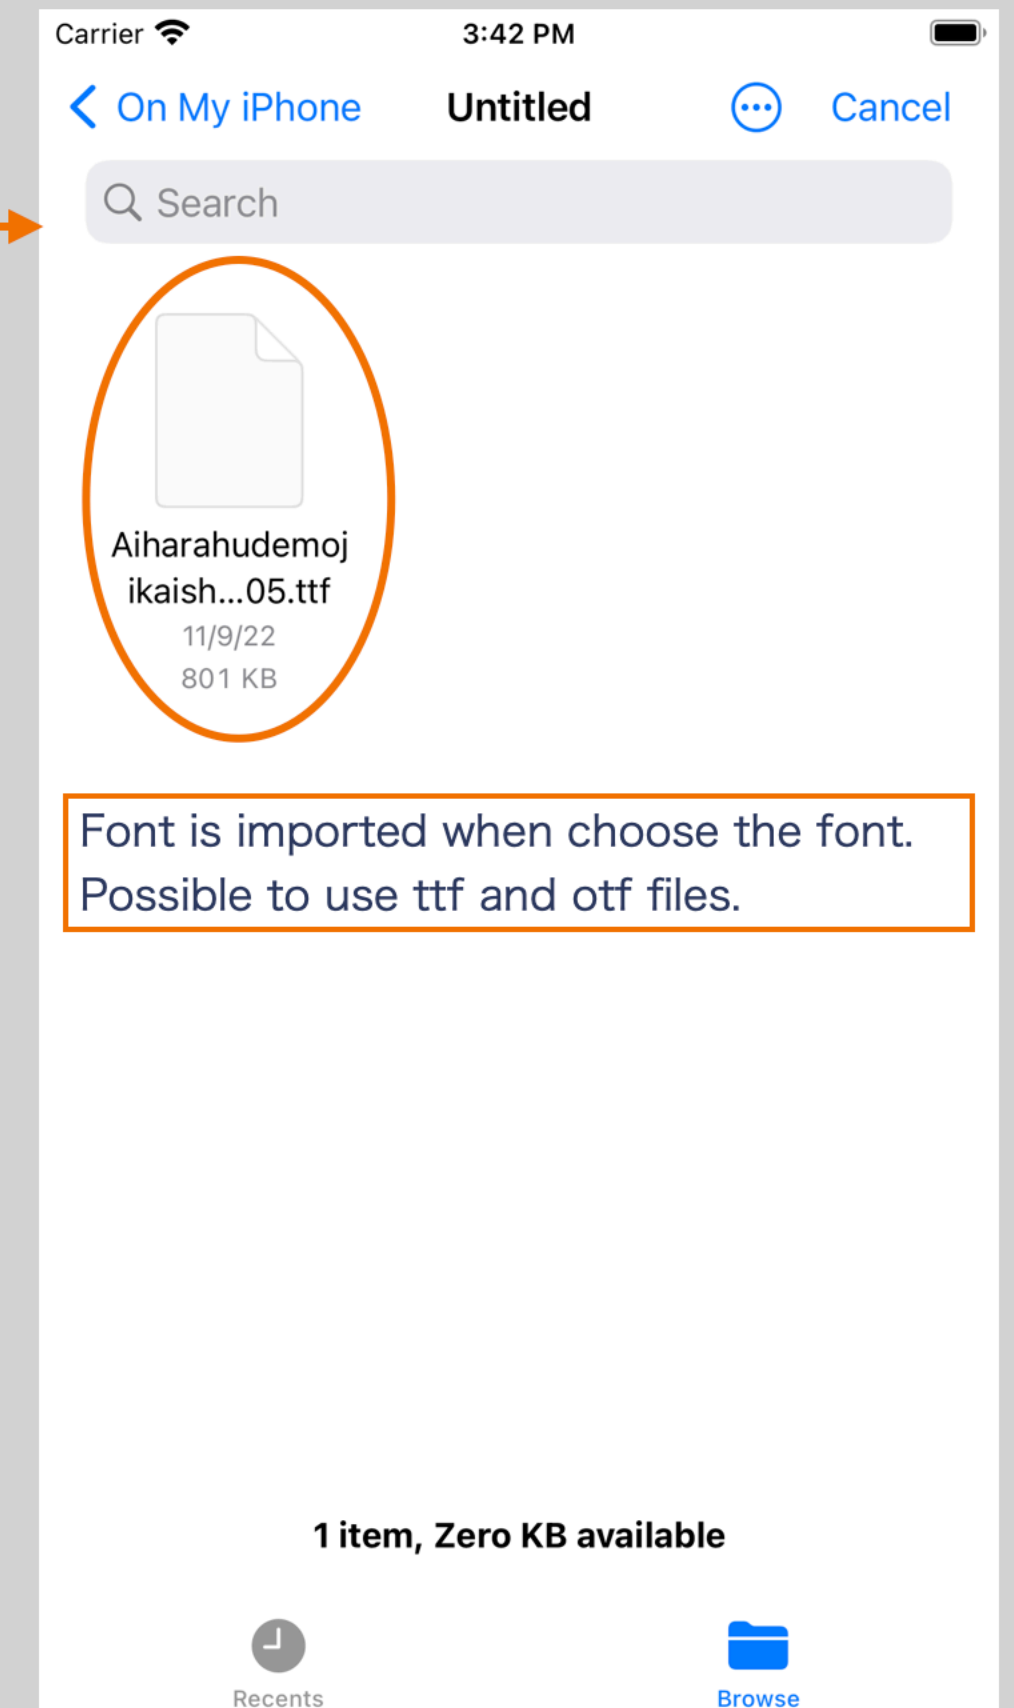 Carrier 3:42 PM
On My iPhone Untitled Cancel
Search
Aiharahudemoj
ikaish...05.ttf
11/9/22
801 KB
Font is imported when choose the font.
Possible to use ttf and otf files.
1 item, Zero KB available
Recents Browse